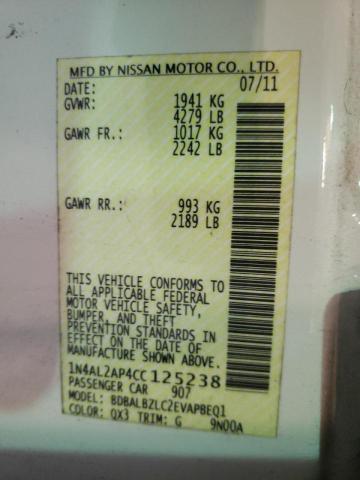 MFD BY NISSAN MOTOR CO., LTD.
DATE: 07/11
GVWR: 1941 KG
4279 LB
GAWR FR.: 1017 KG
2242 LB
GAWR RR.: 993 KG
2189 LB
THIS VEHICLE CONFORMS TO
ALL APPLICABLE FEDERAL
MOTOR VEHICLE SAFETY,
BUMPER, AND THEFT
PREVENTION STANDARDS IN
EFFECT ON THE DATE OF
MANUFACTURE SHOWN ABOVE.
1N4AL2AP4CC125238
PASSENGER CAR 907
MODEL: BDBALBZLC2EVAPBEQ1
COLOR: QX3 TRIM: G 9N00A